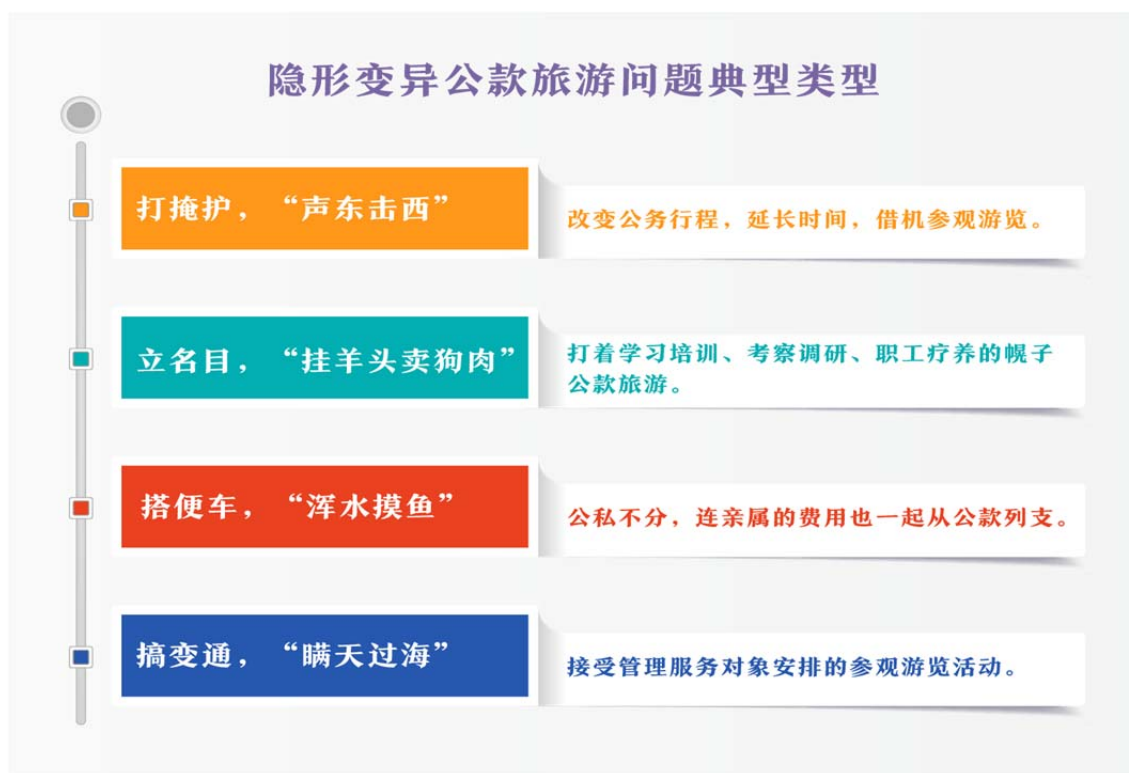 隐形变异公款旅游问题典型类型
打掩护，“声东击西”
改变公务行程，延长时间，借机参观游览。
立名目，“挂羊头卖狗肉”
打着学习培训、考察调研、职工疗养的幌子
公款旅游。
搭便车，“浑水摸鱼”
公私不分，连亲属的费用也一起从公款列支。
搞变通，“瞒天过海”
接受管理服务对象安排的参观游览活动。